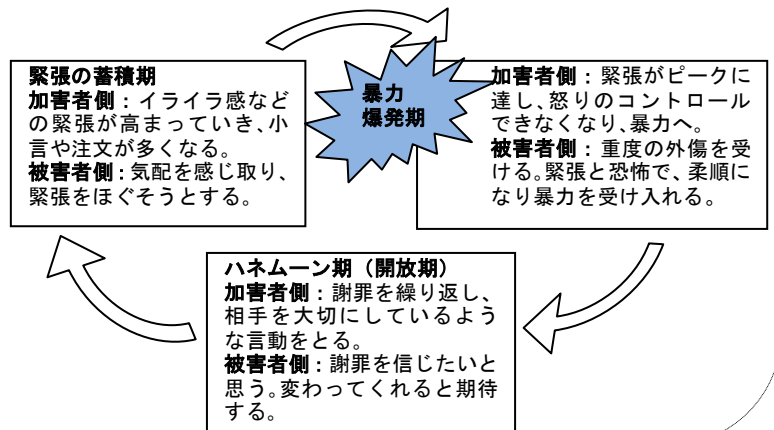 緊張の蓄積期
加害者側：イライラ感など
の緊張が高まっていき、小
言や注文が多くなる。
被害者側：気配を感じ取り、
緊張をほぐそうとする。
暴力
爆発期
加害者側：緊張がピークに
達し、怒りのコントロール
できなくなり、暴力へ。
被害者側：重度の外傷を受
ける。緊張と恐怖で、柔順に
なり暴力を受け入れる。
ハネムーン期（開放期）
加害者側：謝罪を繰り返し、
相手を大切にしているよう
な言動をとる。
被害者側：謝罪を信じたいと
思う。変わってくれると期待
する。